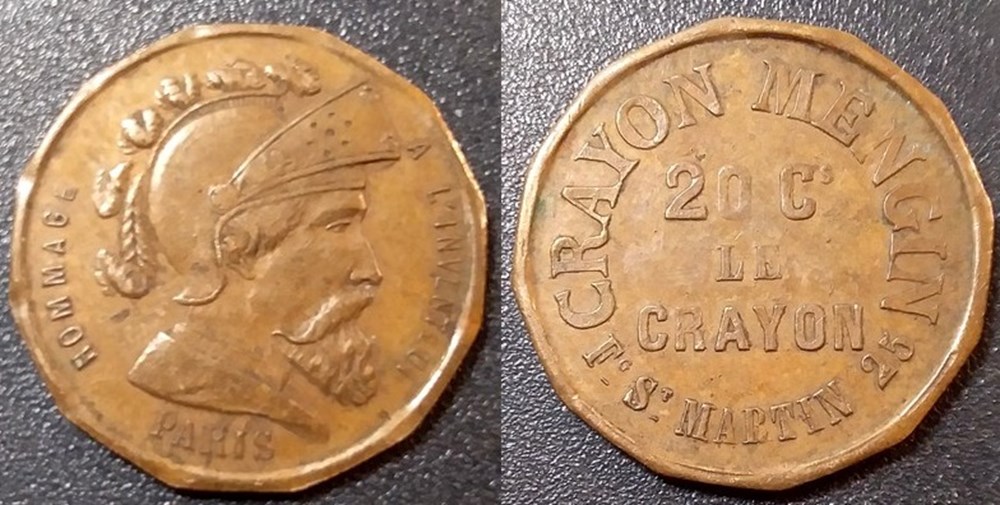 HOMMAGE A L'INVENTEUR
PARIS
CRAYON MENGIN
20 Cs
LE
CRAYON
Fg St MARTIN 25